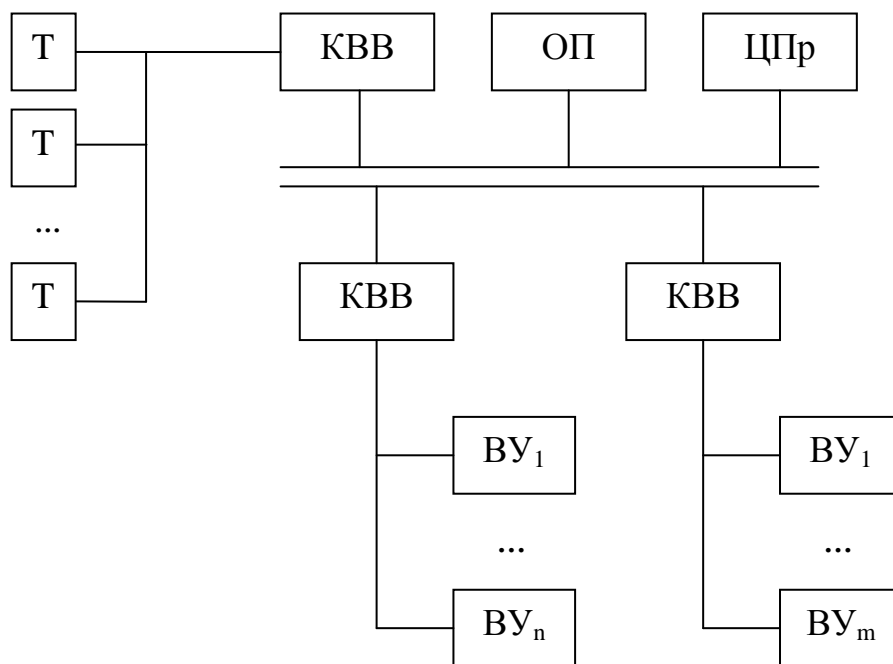 Т КВВ ОП ЦПр
Т
...
Т КВВ КВВ
ВУ₁ ВУ₁
... ...
ВУₙ ВУₘ